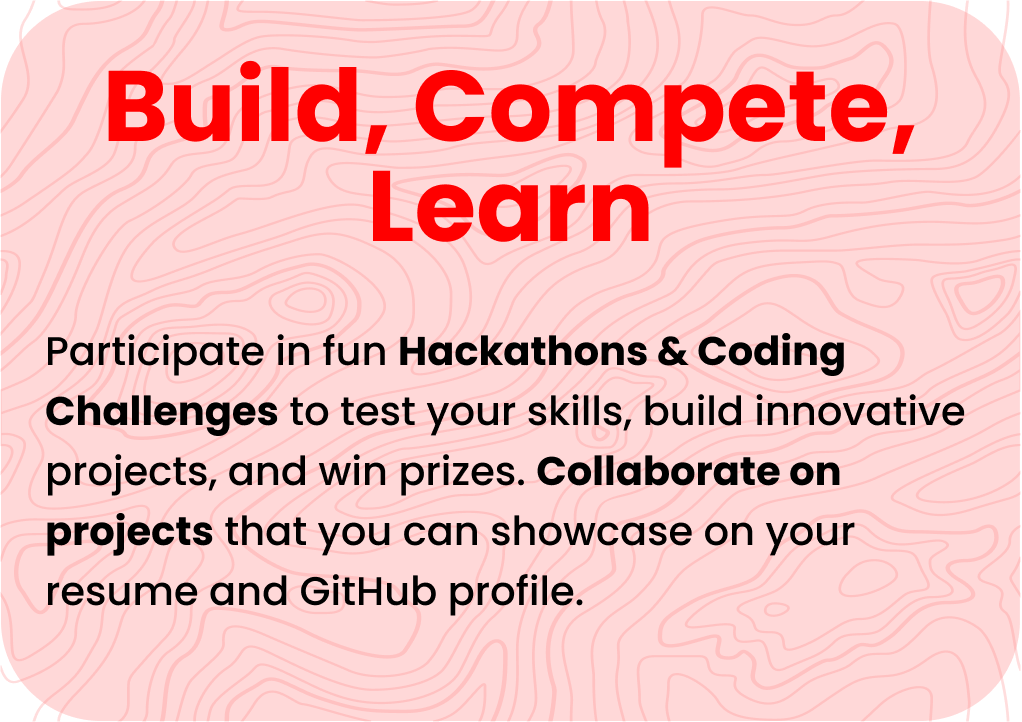 Build, Compete,
Learn
Participate in fun Hackathons & Coding
Challenges to test your skills, build innovative
projects, and win prizes. Collaborate on
projects that you can showcase on your
resume and GitHub profile.